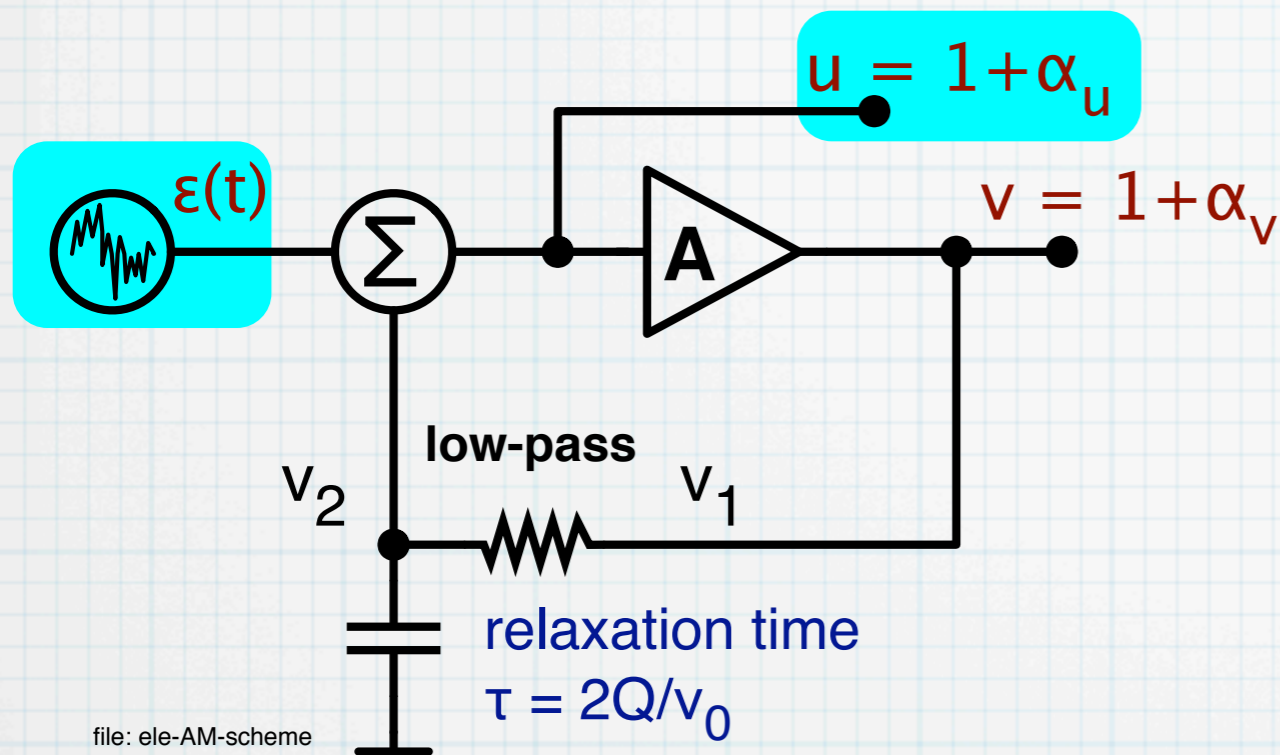 u = 1+αu
ε(t)
v = 1+αv
Σ
A
low-pass
v2
v1
relaxation time
τ = 2Q/ν0
file: ele-AM-scheme